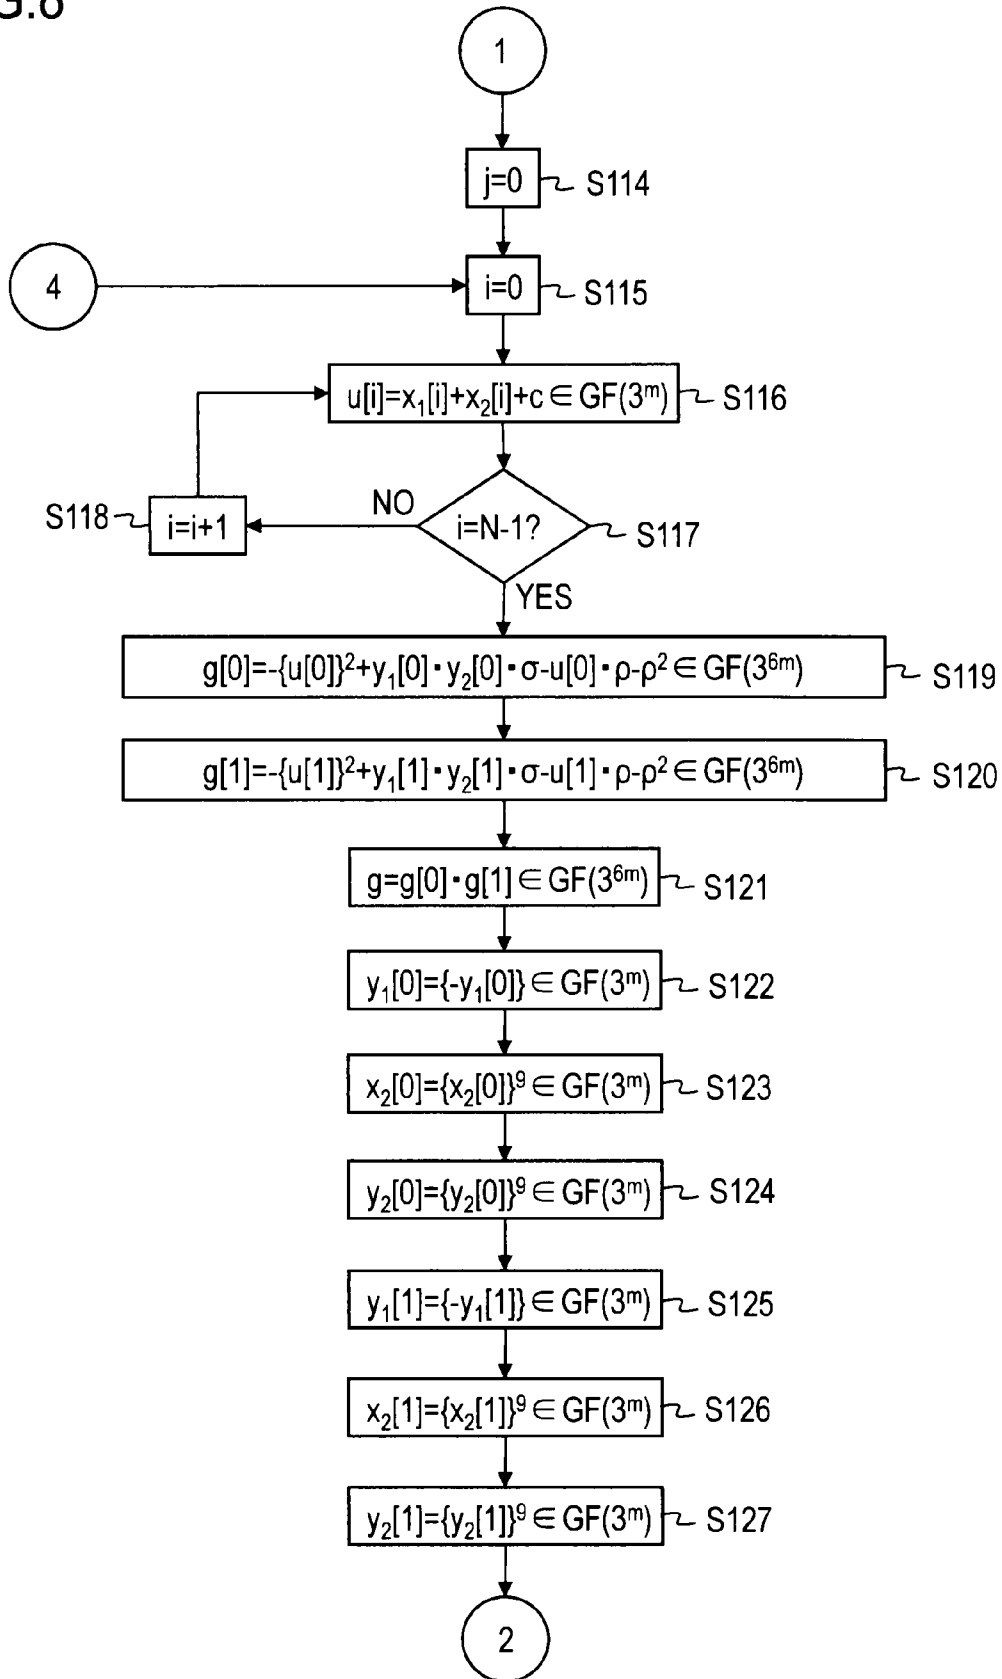 G.8
1
j=0 S114
4
i=0 S115
u[i]=x₁[i]+x₂[i]+c∈GF(3ᵐ) S116
NO
S118 i=i+1
i=N-1? S117
YES
g[0]=-{u[0]}²+y₁[0]▪y₂[0]▪σ-u[0]▪ρ-ρ²∈GF(3⁶ᵐ) S119
g[1]=-{u[1]}²+y₁[1]▪y₂[1]▪σ-u[1]▪ρ-ρ²∈GF(3⁶ᵐ) S120
g=g[0]▪g[1]∈GF(3⁶ᵐ) S121
y₁[0]={-y₁[0]}∈GF(3ᵐ) S122
x₂[0]={x₂[0]}⁹∈GF(3ᵐ) S123
y₂[0]={y₂[0]}⁹∈GF(3ᵐ) S124
y₁[1]={-y₁[1]}∈GF(3ᵐ) S125
x₂[1]={x₂[1]}⁹∈GF(3ᵐ) S126
y₂[1]={y₂[1]}⁹∈GF(3ᵐ) S127
2